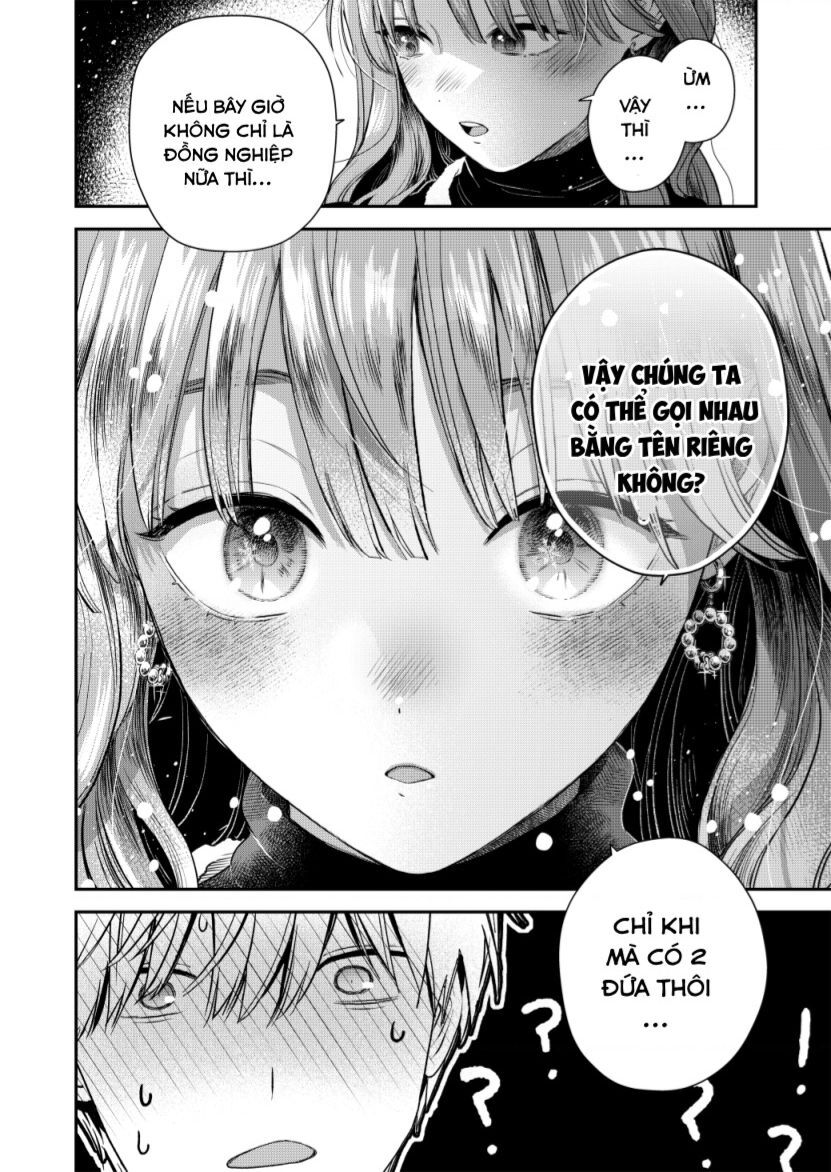 ỪM
...
VẬY
THÌ
...
NẾU BÂY GIỜ
KHÔNG CHỈ LÀ
ĐỒNG NGHIỆP
NỮA THÌ...
VẬY CHÚNG TA
CÓ THỂ GỌI NHAU
BẰNG TÊN RIÊNG
KHÔNG?
CHỈ KHI
MÀ CÓ 2
ĐỨA THÔI
...
? ? ? !